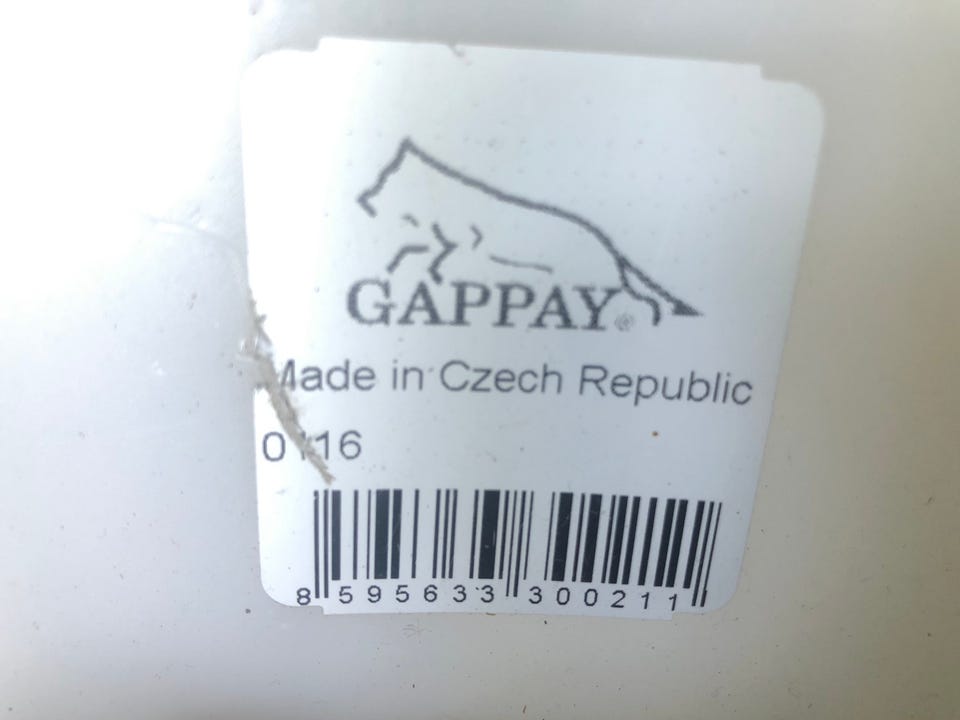 GAPPAY®
Made in Czech Republic
8 595633 300211